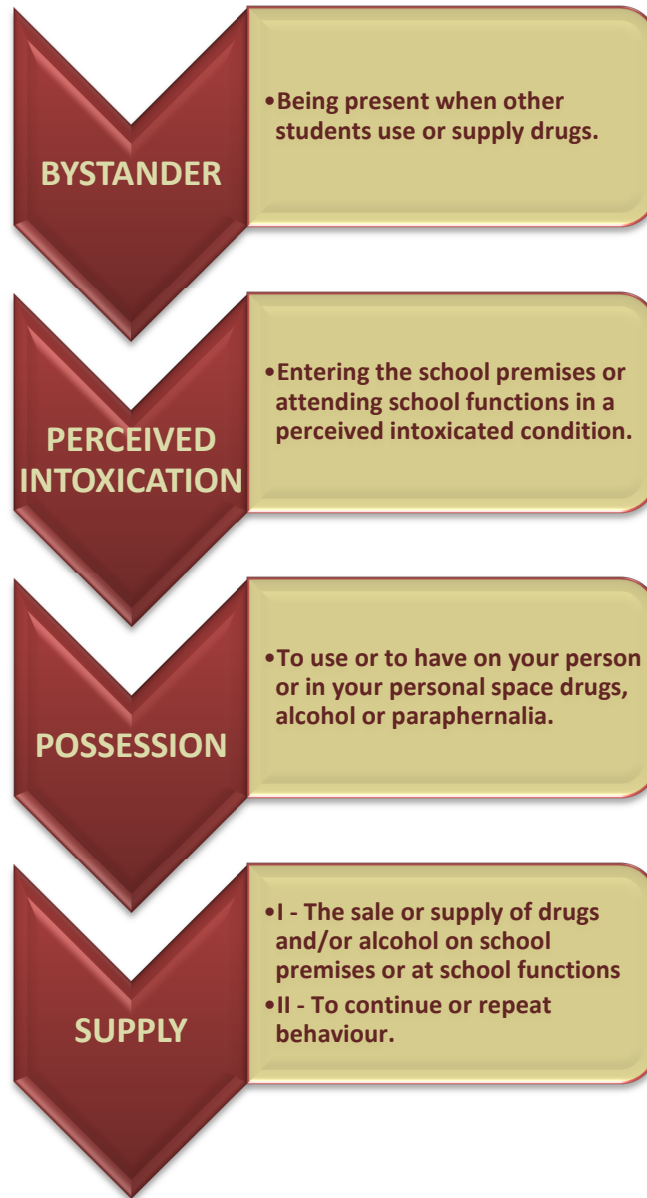 BYSTANDER
•Being present when other
students use or supply drugs.
PERCEIVED
INTOXICATION
•Entering the school premises or
attending school functions in a
perceived intoxicated condition.
POSSESSION
•To use or to have on your person
or in your personal space drugs,
alcohol or paraphernalia.
SUPPLY
•I - The sale or supply of drugs
and/or alcohol on school
premises or at school functions
•II - To continue or repeat
behaviour.